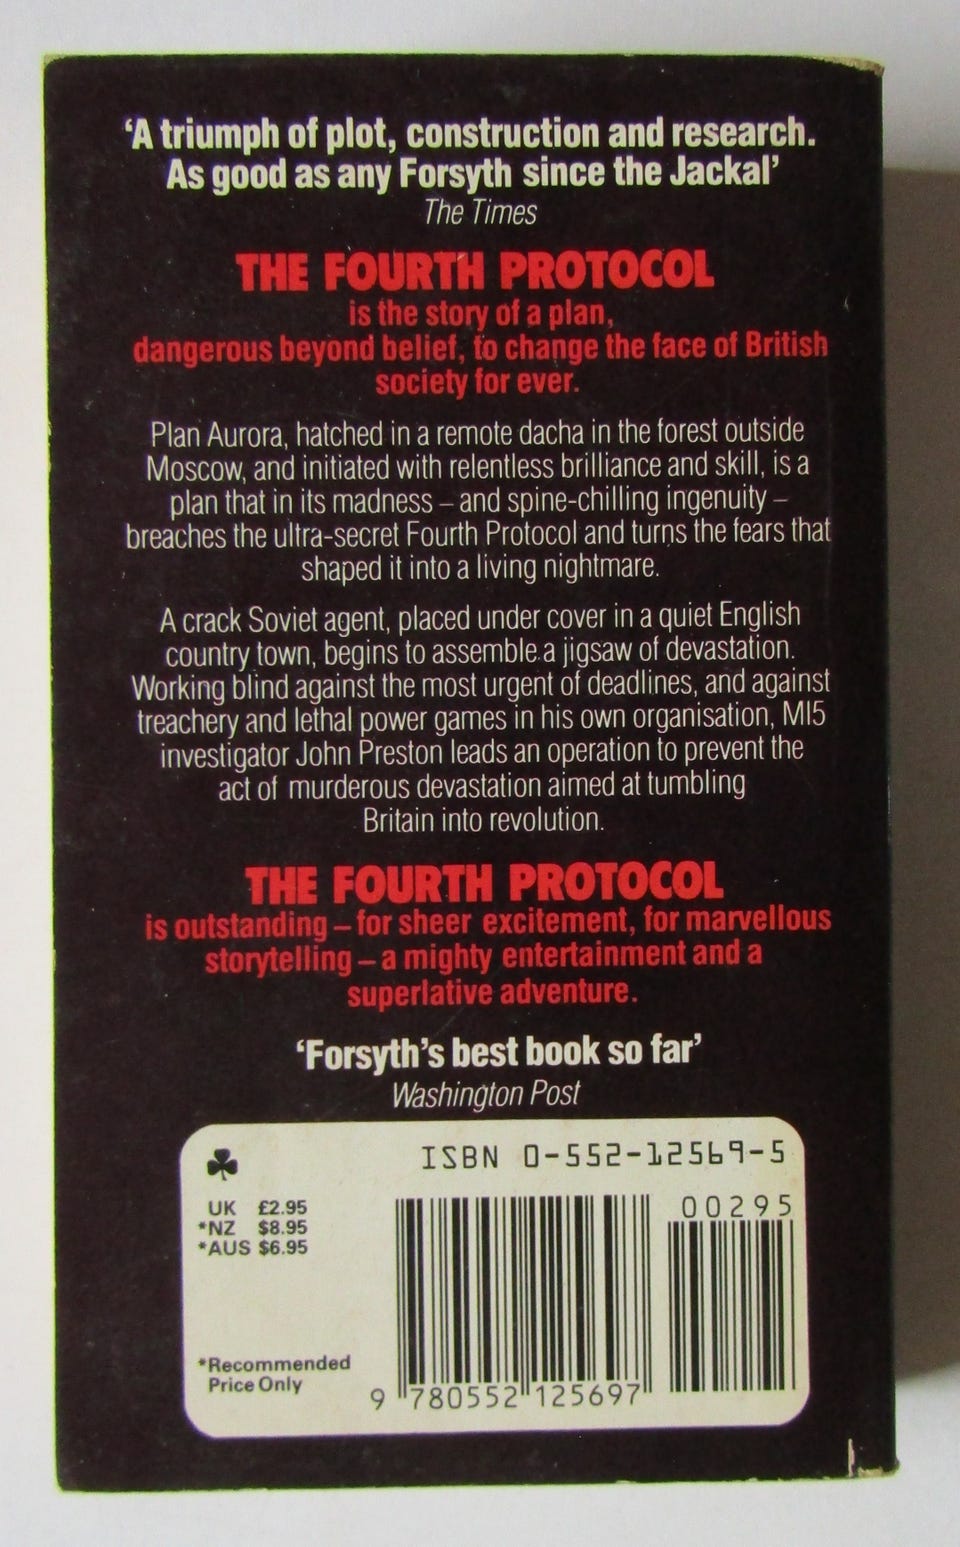 ‘A triumph of plot, construction and research.
As good as any Forsyth since the Jackal’
The Times
THE FOURTH PROTOCOL
is the story of a plan,
dangerous beyond belief, to change the face of British
society for ever.
Plan Aurora, hatched in a remote dacha in the forest outside
Moscow, and initiated with relentless brilliance and skill, is a
plan that in its madness – and spine-chilling ingenuity –
breaches the ultra-secret Fourth Protocol and turns the fears that
shaped it into a living nightmare.
A crack Soviet agent, placed under cover in a quiet English
country town, begins to assemble a jigsaw of devastation.
Working blind against the most urgent of deadlines, and against
treachery and lethal power games in his own organisation, MI5
investigator John Preston leads an operation to prevent the
act of murderous devastation aimed at tumbling
Britain into revolution.
THE FOURTH PROTOCOL
is outstanding – for sheer excitement, for marvellous
storytelling – a mighty entertainment and a
superlative adventure.
‘Forsyth’s best book so far’
Washington Post
ISBN 0-552-12569-5
UK £2.95
*NZ $8.95
*AUS $6.95
00295
*Recommended
Price Only
9 780552 125697